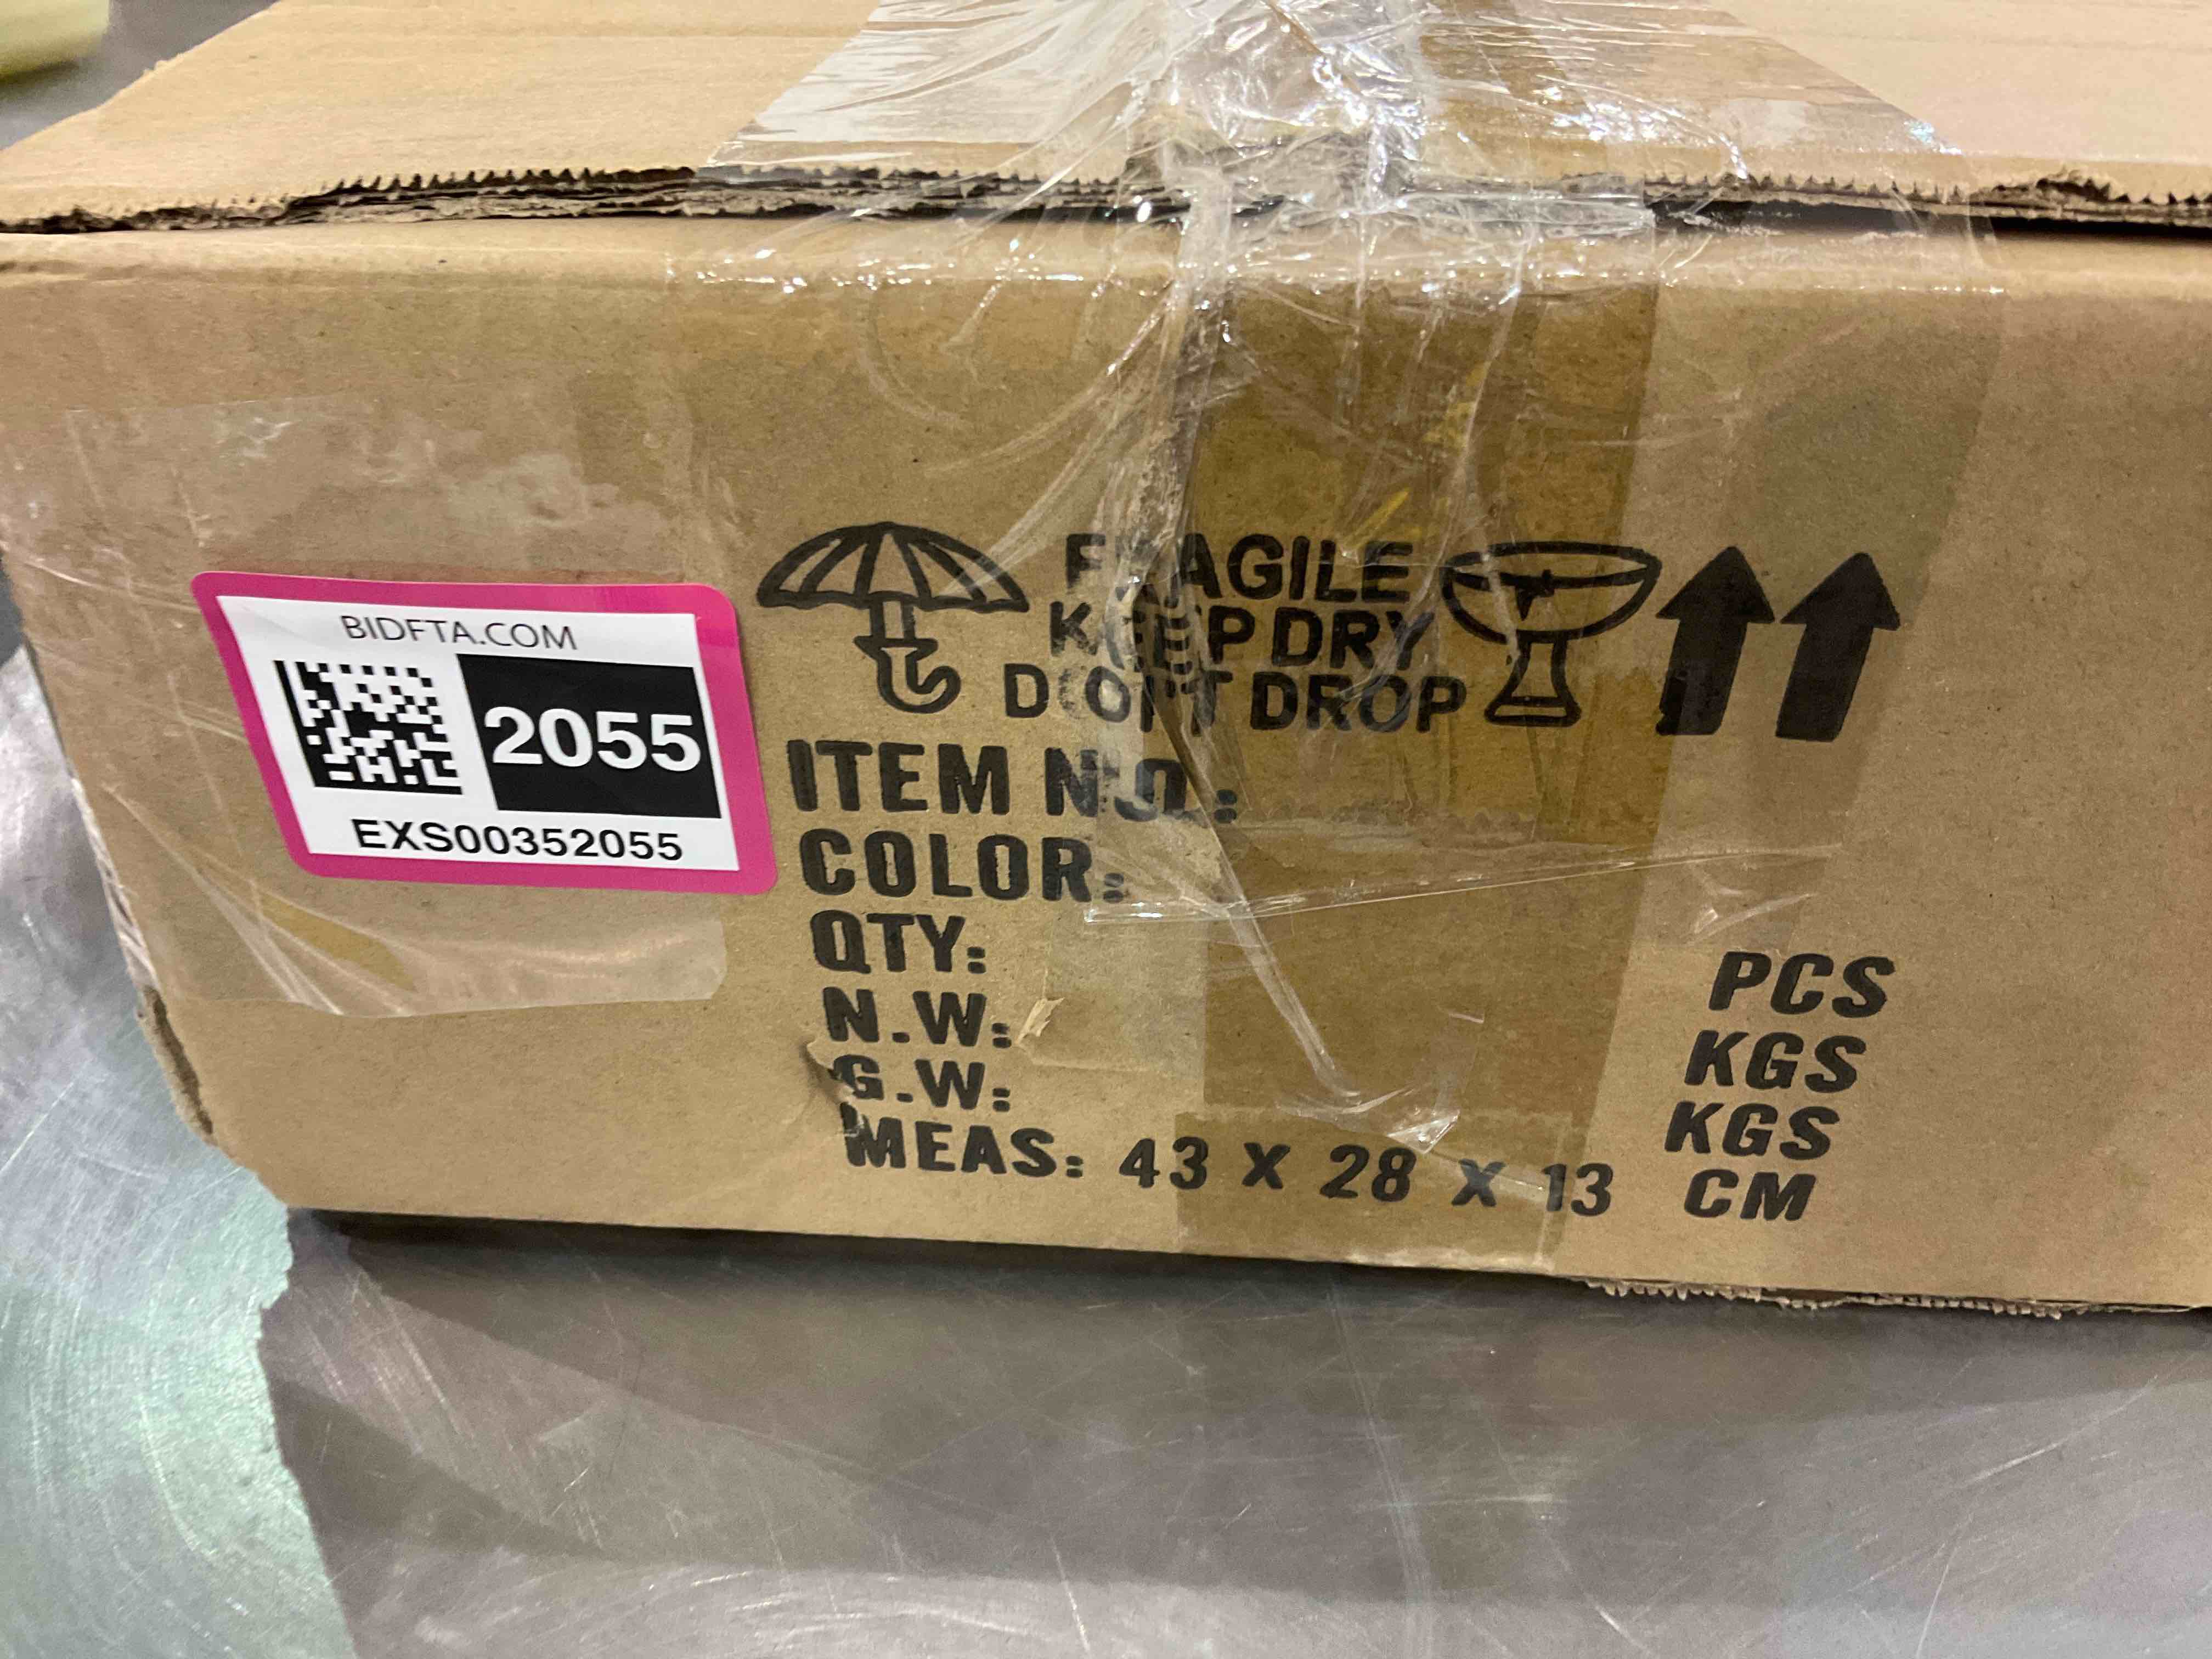 BIDFTA.COM
2055
EXS00352055
FRAGILE
KEEP DRY
DON'T DROP
ITEM NO.:
COLOR:
QTY: PCS
N.W: KGS
G.W: KGS
MEAS: 43 X 28 X 13 CM